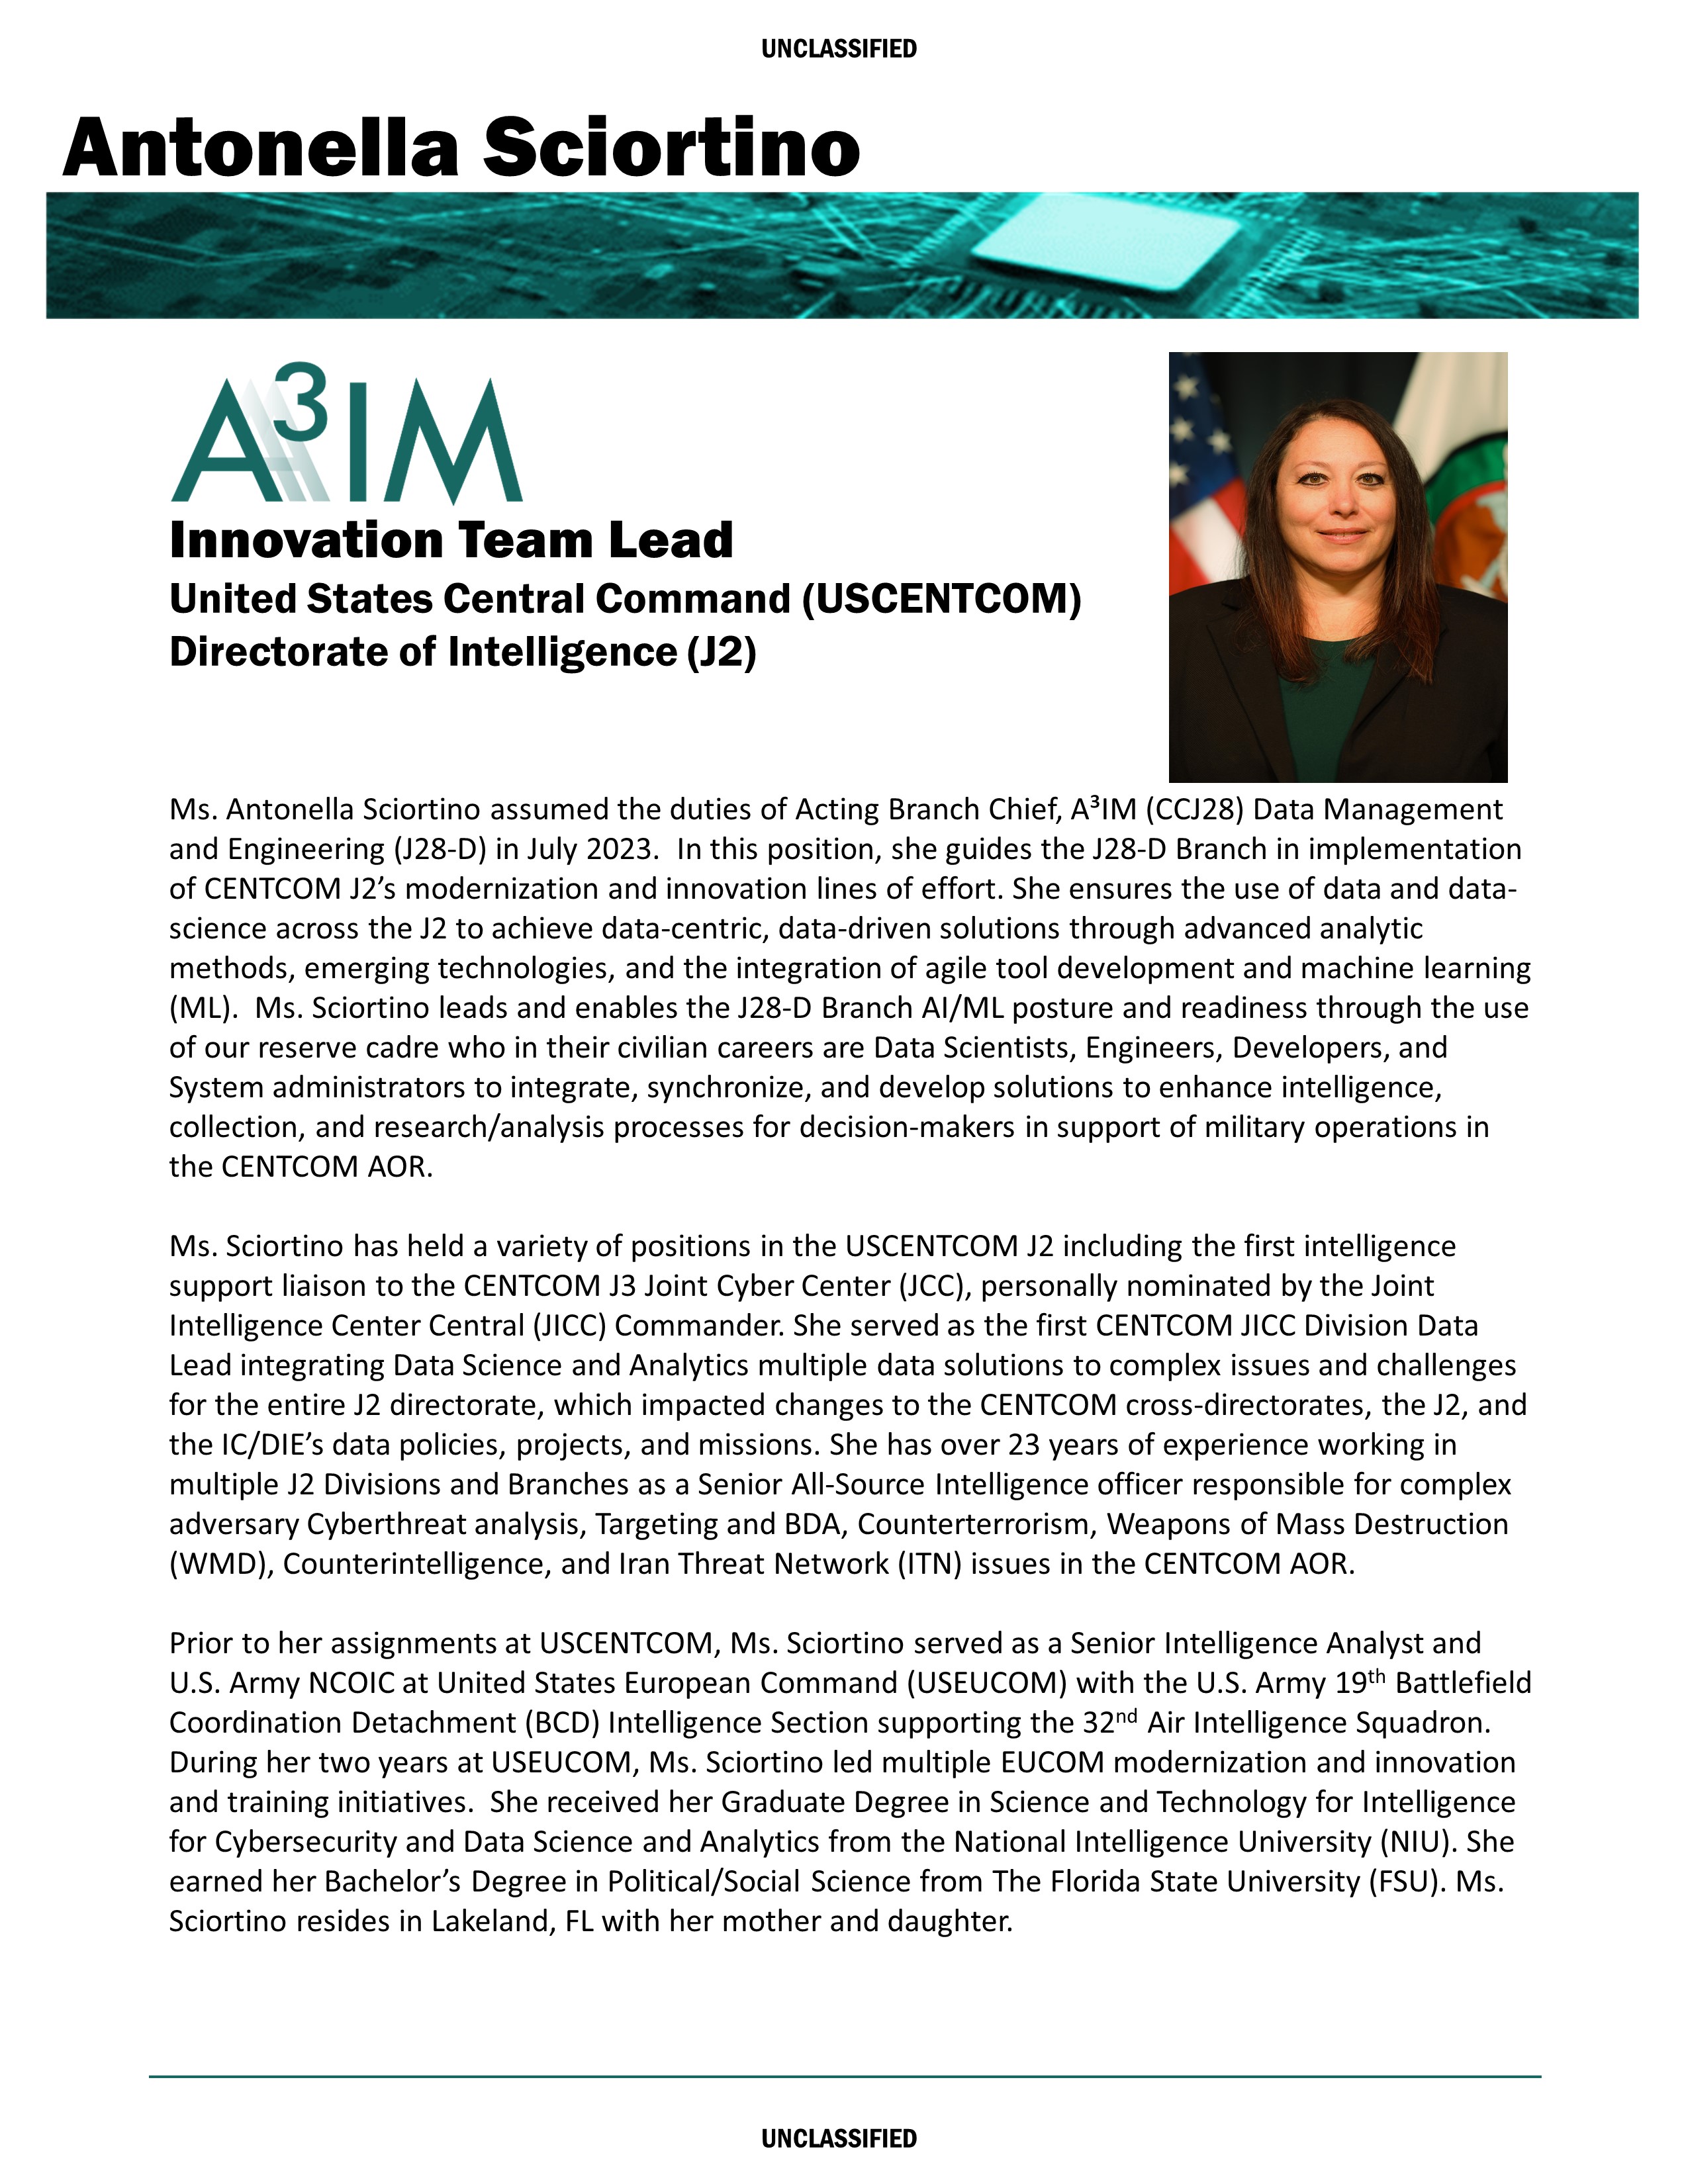 UNCLASSIFIED
Antonella Sciortino
A³IM
Innovation Team Lead
United States Central Command (USCENTCOM)
Directorate of Intelligence (J2)
Ms. Antonella Sciortino assumed the duties of Acting Branch Chief, A³IM (CCJ28) Data Management
and Engineering (J28-D) in July 2023.  In this position, she guides the J28-D Branch in implementation
of CENTCOM J2’s modernization and innovation lines of effort. She ensures the use of data and data-
science across the J2 to achieve data-centric, data-driven solutions through advanced analytic
methods, emerging technologies, and the integration of agile tool development and machine learning
(ML).  Ms. Sciortino leads and enables the J28-D Branch AI/ML posture and readiness through the use
of our reserve cadre who in their civilian careers are Data Scientists, Engineers, Developers, and
System administrators to integrate, synchronize, and develop solutions to enhance intelligence,
collection, and research/analysis processes for decision-makers in support of military operations in
the CENTCOM AOR.
Ms. Sciortino has held a variety of positions in the USCENTCOM J2 including the first intelligence
support liaison to the CENTCOM J3 Joint Cyber Center (JCC), personally nominated by the Joint
Intelligence Center Central (JICC) Commander. She served as the first CENTCOM JICC Division Data
Lead integrating Data Science and Analytics multiple data solutions to complex issues and challenges
for the entire J2 directorate, which impacted changes to the CENTCOM cross-directorates, the J2, and
the IC/DIE’s data policies, projects, and missions. She has over 23 years of experience working in
multiple J2 Divisions and Branches as a Senior All-Source Intelligence officer responsible for complex
adversary Cyberthreat analysis, Targeting and BDA, Counterterrorism, Weapons of Mass Destruction
(WMD), Counterintelligence, and Iran Threat Network (ITN) issues in the CENTCOM AOR.
Prior to her assignments at USCENTCOM, Ms. Sciortino served as a Senior Intelligence Analyst and
U.S. Army NCOIC at United States European Command (USEUCOM) with the U.S. Army 19th Battlefield
Coordination Detachment (BCD) Intelligence Section supporting the 32nd Air Intelligence Squadron.
During her two years at USEUCOM, Ms. Sciortino led multiple EUCOM modernization and innovation
and training initiatives.  She received her Graduate Degree in Science and Technology for Intelligence
for Cybersecurity and Data Science and Analytics from the National Intelligence University (NIU). She
earned her Bachelor’s Degree in Political/Social Science from The Florida State University (FSU). Ms.
Sciortino resides in Lakeland, FL with her mother and daughter.
UNCLASSIFIED